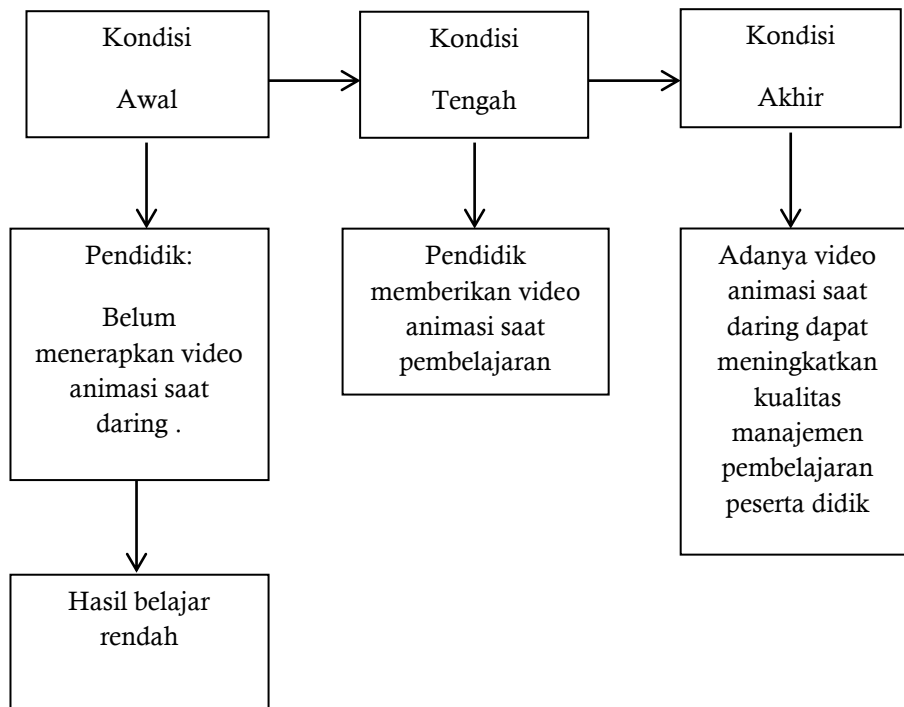 Kondisi
Awal
Kondisi
Tengah
Kondisi
Akhir
Pendidik:
Belum
menerapkan video
animasi saat
daring .
Pendidik
memberikan video
animasi saat
pembelajaran
Adanya video
animasi saat
daring dapat
meningkatkan
kualitas
manajemen
pembelajaran
peserta didik
Hasil belajar
rendah